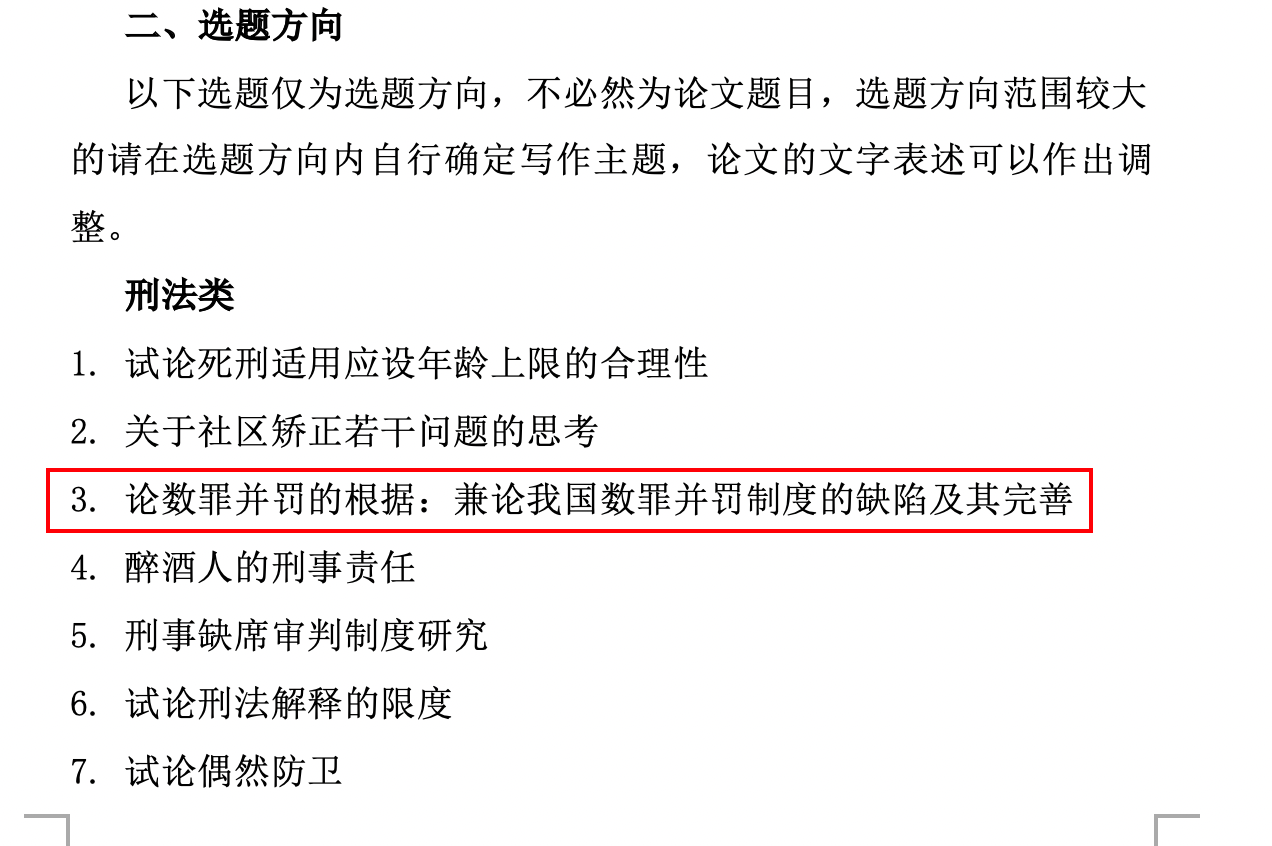 二、选题方向
以下选题仅为选题方向，不必然为论文题目，选题方向范围较大
的请在选题方向内自行确定写作主题，论文的文字表述可以作出调
整。
刑法类
1. 试论死刑适用应设年龄上限的合理性
2. 关于社区矫正若干问题的思考
3. 论数罪并罚的根据：兼论我国数罪并罚制度的缺陷及其完善
4. 醉酒人的刑事责任
5. 刑事缺席审判制度研究
6. 试论刑法解释的限度
7. 试论偶然防卫